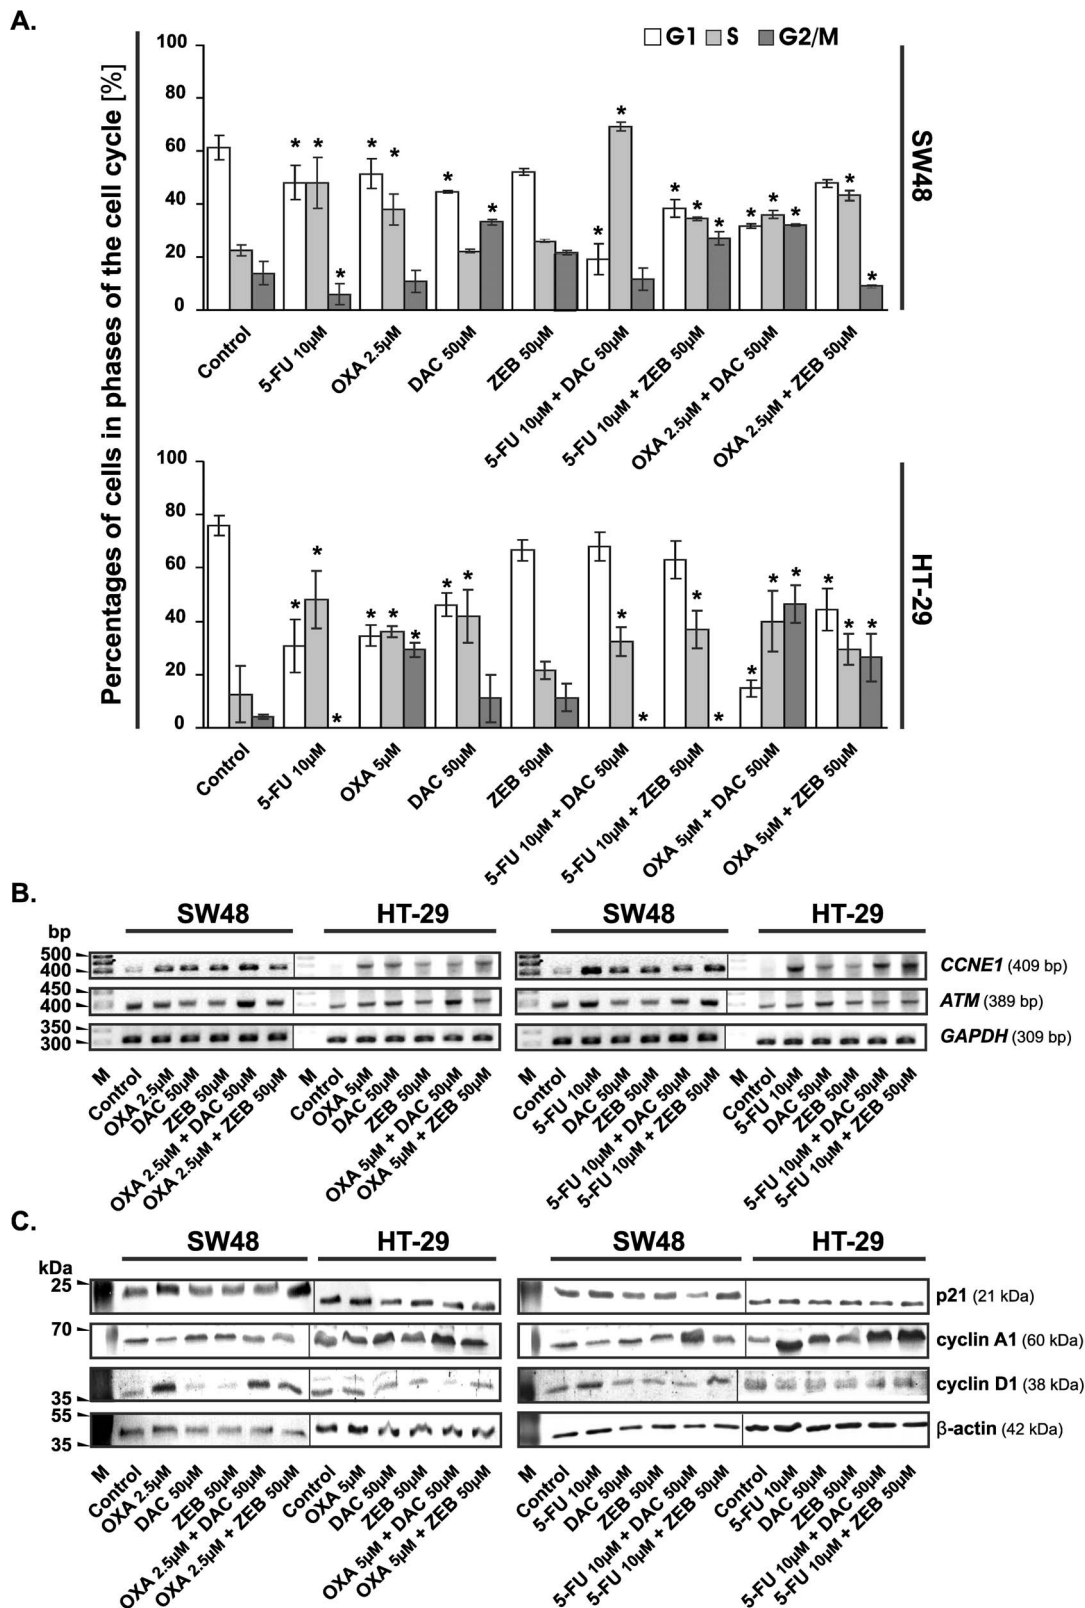 A.
Percentages of cells in phases of the cell cycle [%]
G1 S G2/M
100
80
60
40
20
0
* * * * * * * * * * * * * * * * * * *
SW48
Control
5-FU 10µM
OXA 2.5µM
DAC 50µM
ZEB 50µM
5-FU 10µM + DAC 50µM
5-FU 10µM + ZEB 50µM
OXA 2.5µM + DAC 50µM
OXA 2.5µM + ZEB 50µM
100
80
60
40
20
0
* * * * * * * * * * * * * * * * * *
HT-29
Control
5-FU 10µM
OXA 5µM
DAC 50µM
ZEB 50µM
5-FU 10µM + DAC 50µM
5-FU 10µM + ZEB 50µM
OXA 5µM + DAC 50µM
OXA 5µM + ZEB 50µM
B.
SW48 HT-29 SW48 HT-29
bp
500
400
CCNE1 (409 bp)
450
400
ATM (389 bp)
350
300
GAPDH (309 bp)
M
Control
OXA 2.5µM
DAC 50µM
ZEB 50µM
OXA 2.5µM + DAC 50µM
OXA 2.5µM + ZEB 50µM
M
Control
OXA 5µM
DAC 50µM
ZEB 50µM
OXA 5µM + DAC 50µM
OXA 5µM + ZEB 50µM
M
Control
5-FU 10µM
DAC 50µM
ZEB 50µM
5-FU 10µM + DAC 50µM
5-FU 10µM + ZEB 50µM
M
Control
5-FU 10µM
DAC 50µM
ZEB 50µM
5-FU 10µM + DAC 50µM
5-FU 10µM + ZEB 50µM
C.
SW48 HT-29 SW48 HT-29
kDa
25
p21 (21 kDa)
70
cyclin A1 (60 kDa)
35
cyclin D1 (38 kDa)
55
35
β-actin (42 kDa)
M
Control
OXA 2.5µM
DAC 50µM
ZEB 50µM
OXA 2.5µM + DAC 50µM
OXA 2.5µM + ZEB 50µM
Control
OXA 5µM
DAC 50µM
ZEB 50µM
OXA 5µM + DAC 50µM
OXA 5µM + ZEB 50µM
M
Control
5-FU 10µM
DAC 50µM
ZEB 50µM
5-FU 10µM + DAC 50µM
5-FU 10µM + ZEB 50µM
Control
5-FU 10µM
DAC 50µM
ZEB 50µM
5-FU 10µM + DAC 50µM
5-FU 10µM + ZEB 50µM